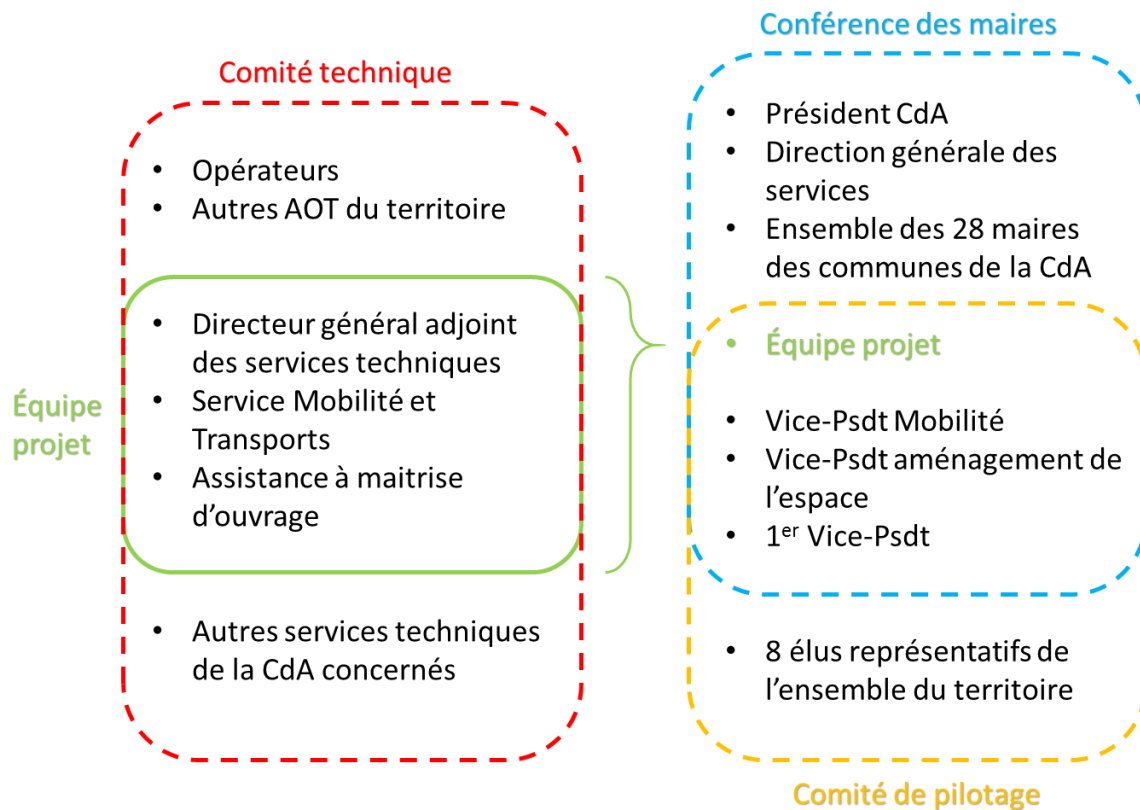 Comité technique
• Opérateurs
• Autres AOT du territoire
Équipe
projet
• Directeur général adjoint
des services techniques
• Service Mobilité et
Transports
• Assistance à maitrise
d’ouvrage
• Autres services techniques
de la CdA concernés
Conférence des maires
• Président CdA
• Direction générale des
services
• Ensemble des 28 maires
des communes de la CdA
• Équipe projet
• Vice-Psdt Mobilité
• Vice-Psdt aménagement de
l’espace
• 1er Vice-Psdt
• 8 élus représentatifs de
l’ensemble du territoire
Comité de pilotage